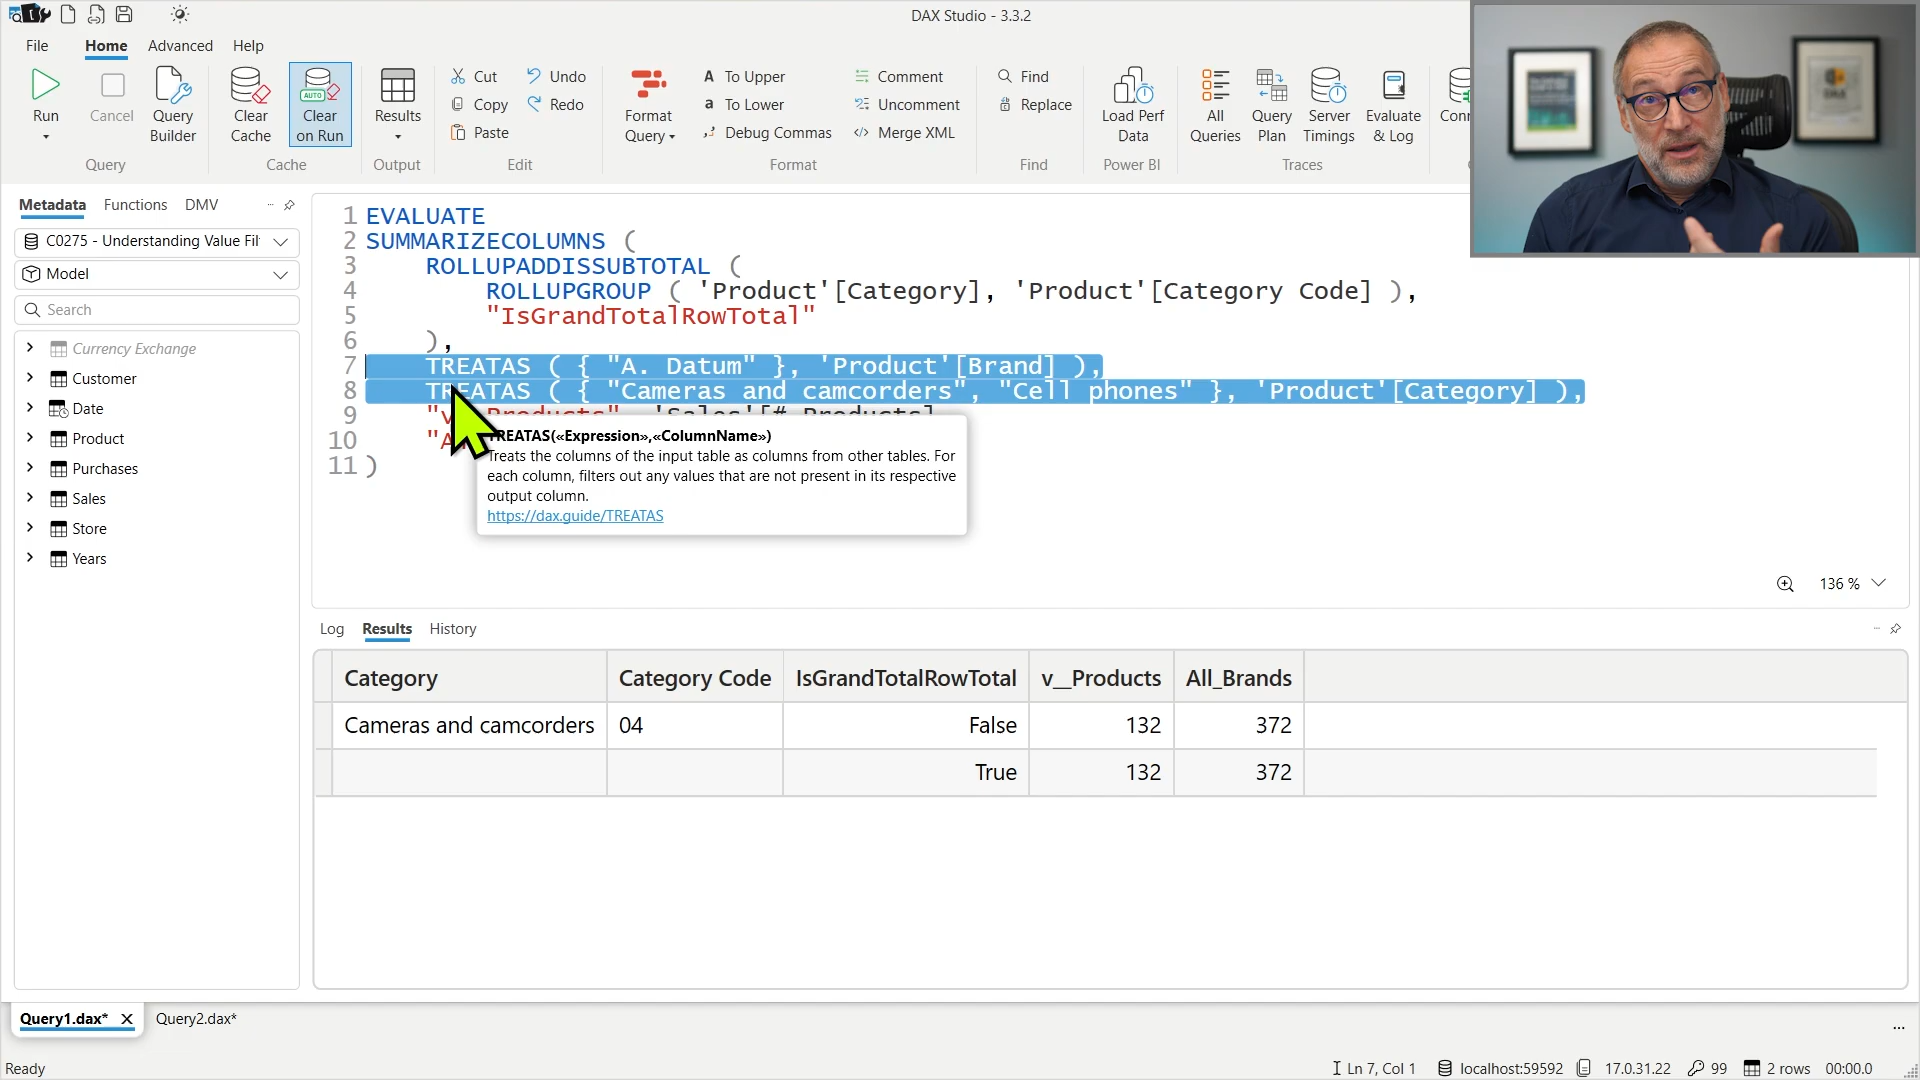 DAX Studio - 3.3.2
File Home Advanced Help
Run
Cancel
Query Builder
Query
Clear Cache
Clear on Run
AUTO
Cache
Results
Output
Cut
Copy
Paste
Undo
Redo
Edit
Format Query
To Upper
To Lower
Debug Commas
Comment
Uncomment
Merge XML
Format
Find
Replace
Find
Load Perf Data
Power BI
All Queries
Query Plan
Server Timings
Evaluate & Log
Traces
Conn
Metadata Functions DMV
C0275 - Understanding Value Fil
Model
Search
Currency Exchange
Customer
Date
Product
Purchases
Sales
Store
Years
1 EVALUATE
2 SUMMARIZECOLUMNS (
3 ROLLUPADDISSUBTOTAL (
4 ROLLUPGROUP ( 'Product'[Category], 'Product'[Category Code] ),
5 "IsGrandTotalRowTotal"
6 ),
7 TREATAS ( { "A. Datum" }, 'Product'[Brand] ),
8 TREATAS ( { "Cameras and camcorders", "Cell phones" }, 'Product'[Category] ),
9 "v__Products", 'Sales'[# Products]
10 "A
11 )
TREATAS(«Expression»,«ColumnName»)
Treats the columns of the input table as columns from other tables. For
each column, filters out any values that are not present in its respective
output column.
https://dax.guide/TREATAS
136 %
Log Results History
Category Category Code IsGrandTotalRowTotal v__Products All_Brands
Cameras and camcorders 04 False 132 372
True 132 372
Query1.dax* Query2.dax*
Ready
Ln 7, Col 1 localhost:59592 17.0.31.22 99 2 rows 00:00.0